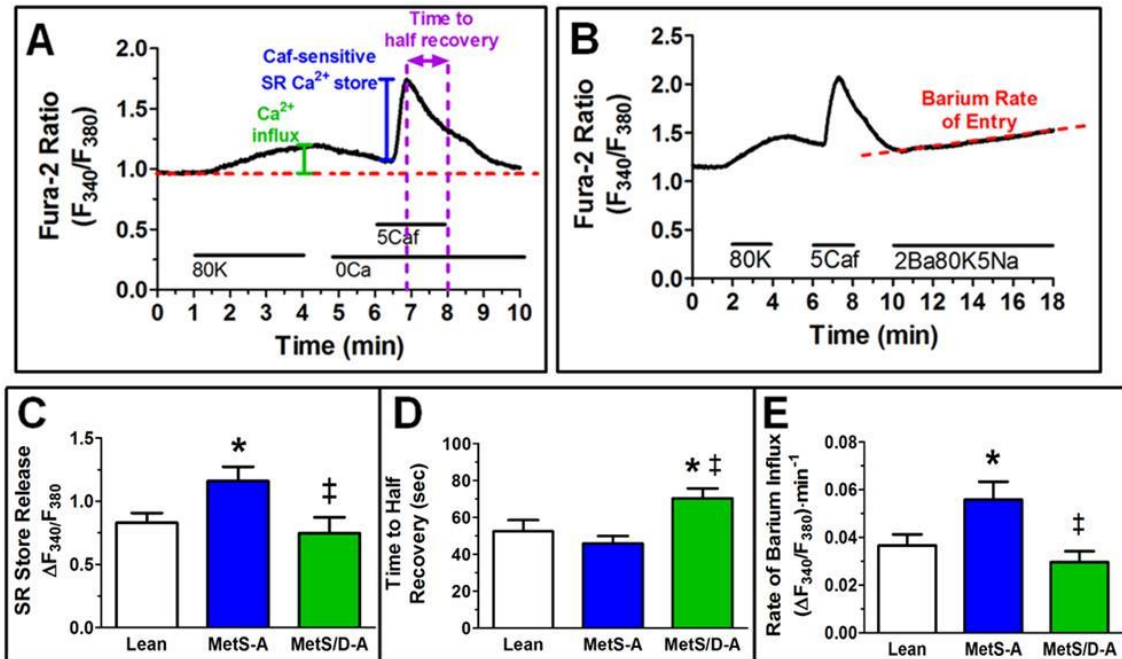 A
Time to
half recovery
Caf-sensitive
SR Ca²⁺ store
Ca²⁺
influx
Fura-2 Ratio
(F₃₄₀/F₃₈₀)
2.0
1.5
1.0
0.5
0.0
5Caf
80K
0Ca
0 1 2 3 4 5 6 7 8 9 10
Time (min)
B
Fura-2 Ratio
(F₃₄₀/F₃₈₀)
2.5
2.0
1.5
1.0
0.5
0.0
Barium Rate
of Entry
80K 5Caf 2Ba80K5Na
0 2 4 6 8 10 12 14 16 18
Time (min)
C
SR Store Release
ΔF₃₄₀/F₃₈₀
1.5
1.0
0.5
0.0
*
‡
Lean MetS-A MetS/D-A
D
Time to Half
Recovery (sec)
100
80
60
40
20
0
* ‡
Lean MetS-A MetS/D-A
E
Rate of Barium Influx
(ΔF₃₄₀/F₃₈₀)·min⁻¹
0.08
0.06
0.04
0.02
0.00
*
‡
Lean MetS-A MetS/D-A